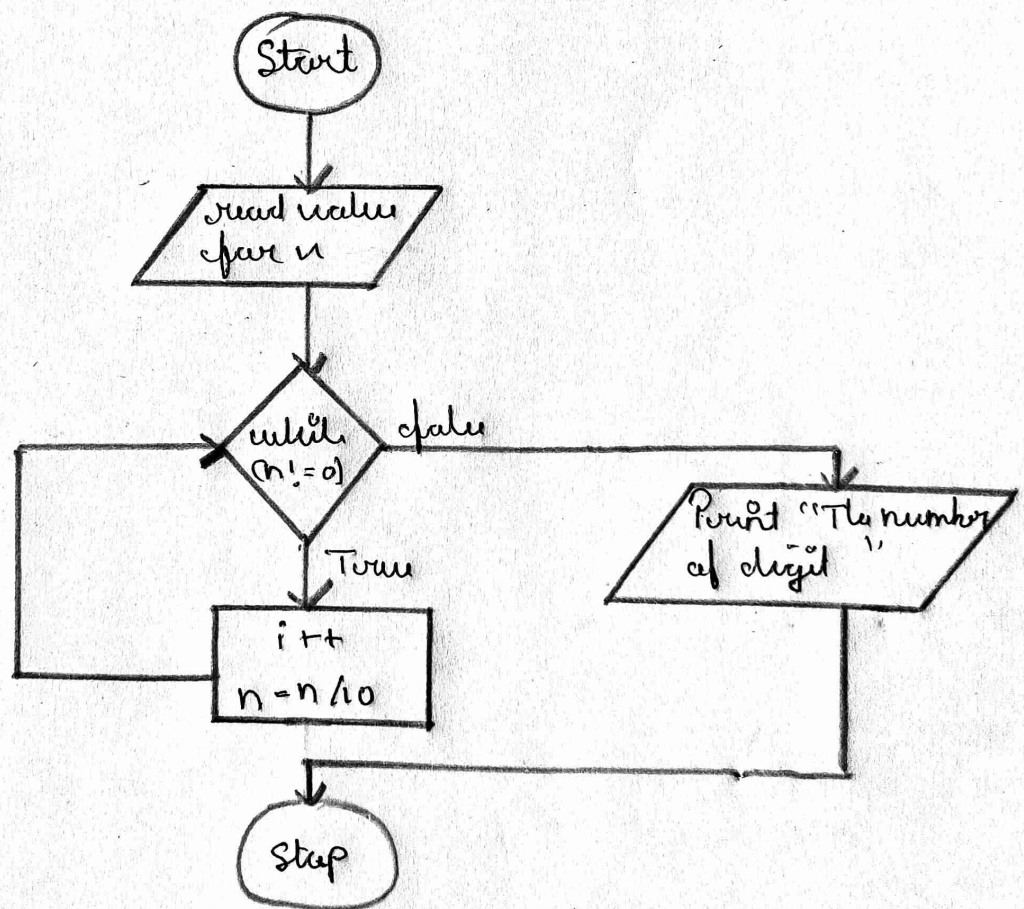 Start
read value
for n
while
(n!=0)
false
True
i++
n=n/10
Print "The number
of digit "
Stop